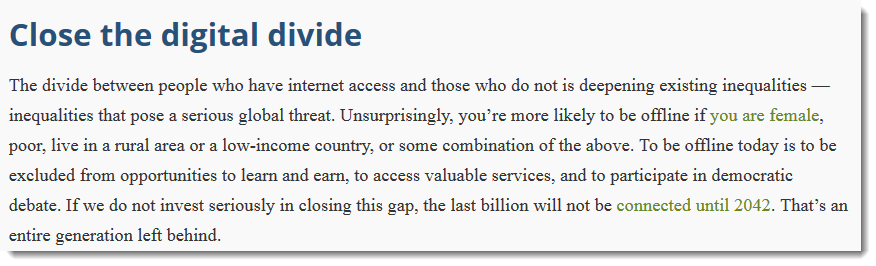 Close the digital divide
The divide between people who have internet access and those who do not is deepening existing inequalities —
inequalities that pose a serious global threat. Unsurprisingly, you’re more likely to be offline if you are female,
poor, live in a rural area or a low-income country, or some combination of the above. To be offline today is to be
excluded from opportunities to learn and earn, to access valuable services, and to participate in democratic
debate. If we do not invest seriously in closing this gap, the last billion will not be connected until 2042. That’s an
entire generation left behind.